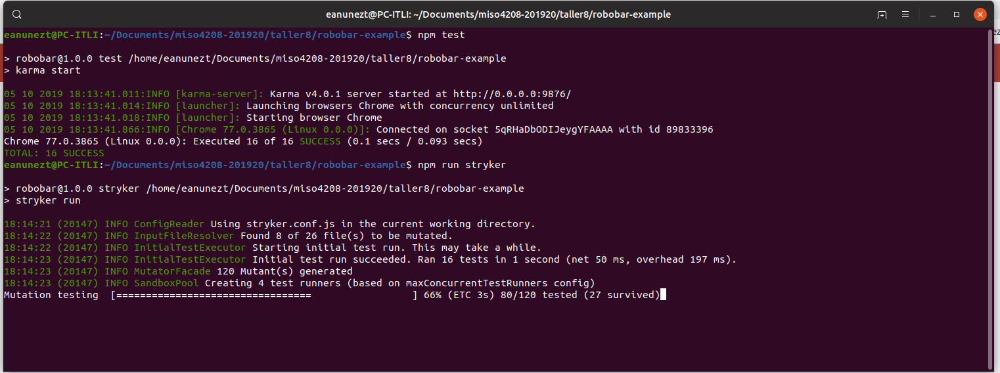 eanunezt@PC-ITLI: ~/Documents/miso4208-201920/taller8/robobar-example
eanunezt@PC-ITLI:~/Documents/miso4208-201920/taller8/robobar-example$ npm test
> robobar@1.0.0 test /home/eanunezt/Documents/miso4208-201920/taller8/robobar-example
> karma start
05 10 2019 18:13:41.011:INFO [karma-server]: Karma v4.0.1 server started at http://0.0.0.0:9876/
05 10 2019 18:13:41.014:INFO [launcher]: Launching browsers Chrome with concurrency unlimited
05 10 2019 18:13:41.018:INFO [launcher]: Starting browser Chrome
05 10 2019 18:13:41.866:INFO [Chrome 77.0.3865 (Linux 0.0.0)]: Connected on socket 5qRHaDbODIJeygYFAAAA with id 89833396
Chrome 77.0.3865 (Linux 0.0.0): Executed 16 of 16 SUCCESS (0.1 secs / 0.093 secs)
TOTAL: 16 SUCCESS
eanunezt@PC-ITLI:~/Documents/miso4208-201920/taller8/robobar-example$ npm run stryker
> robobar@1.0.0 stryker /home/eanunezt/Documents/miso4208-201920/taller8/robobar-example
> stryker run
18:14:21 (20147) INFO ConfigReader Using stryker.conf.js in the current working directory.
18:14:22 (20147) INFO InputFileResolver Found 8 of 26 file(s) to be mutated.
18:14:22 (20147) INFO InitialTestExecutor Starting initial test run. This may take a while.
18:14:23 (20147) INFO InitialTestExecutor Initial test run succeeded. Ran 16 tests in 1 second (net 50 ms, overhead 197 ms).
18:14:23 (20147) INFO MutatorFacade 120 Mutant(s) generated
18:14:23 (20147) INFO SandboxPool Creating 4 test runners (based on maxConcurrentTestRunners config)
Mutation testing  [=================================                 ] 66% (ETC 3s) 80/120 tested (27 survived)